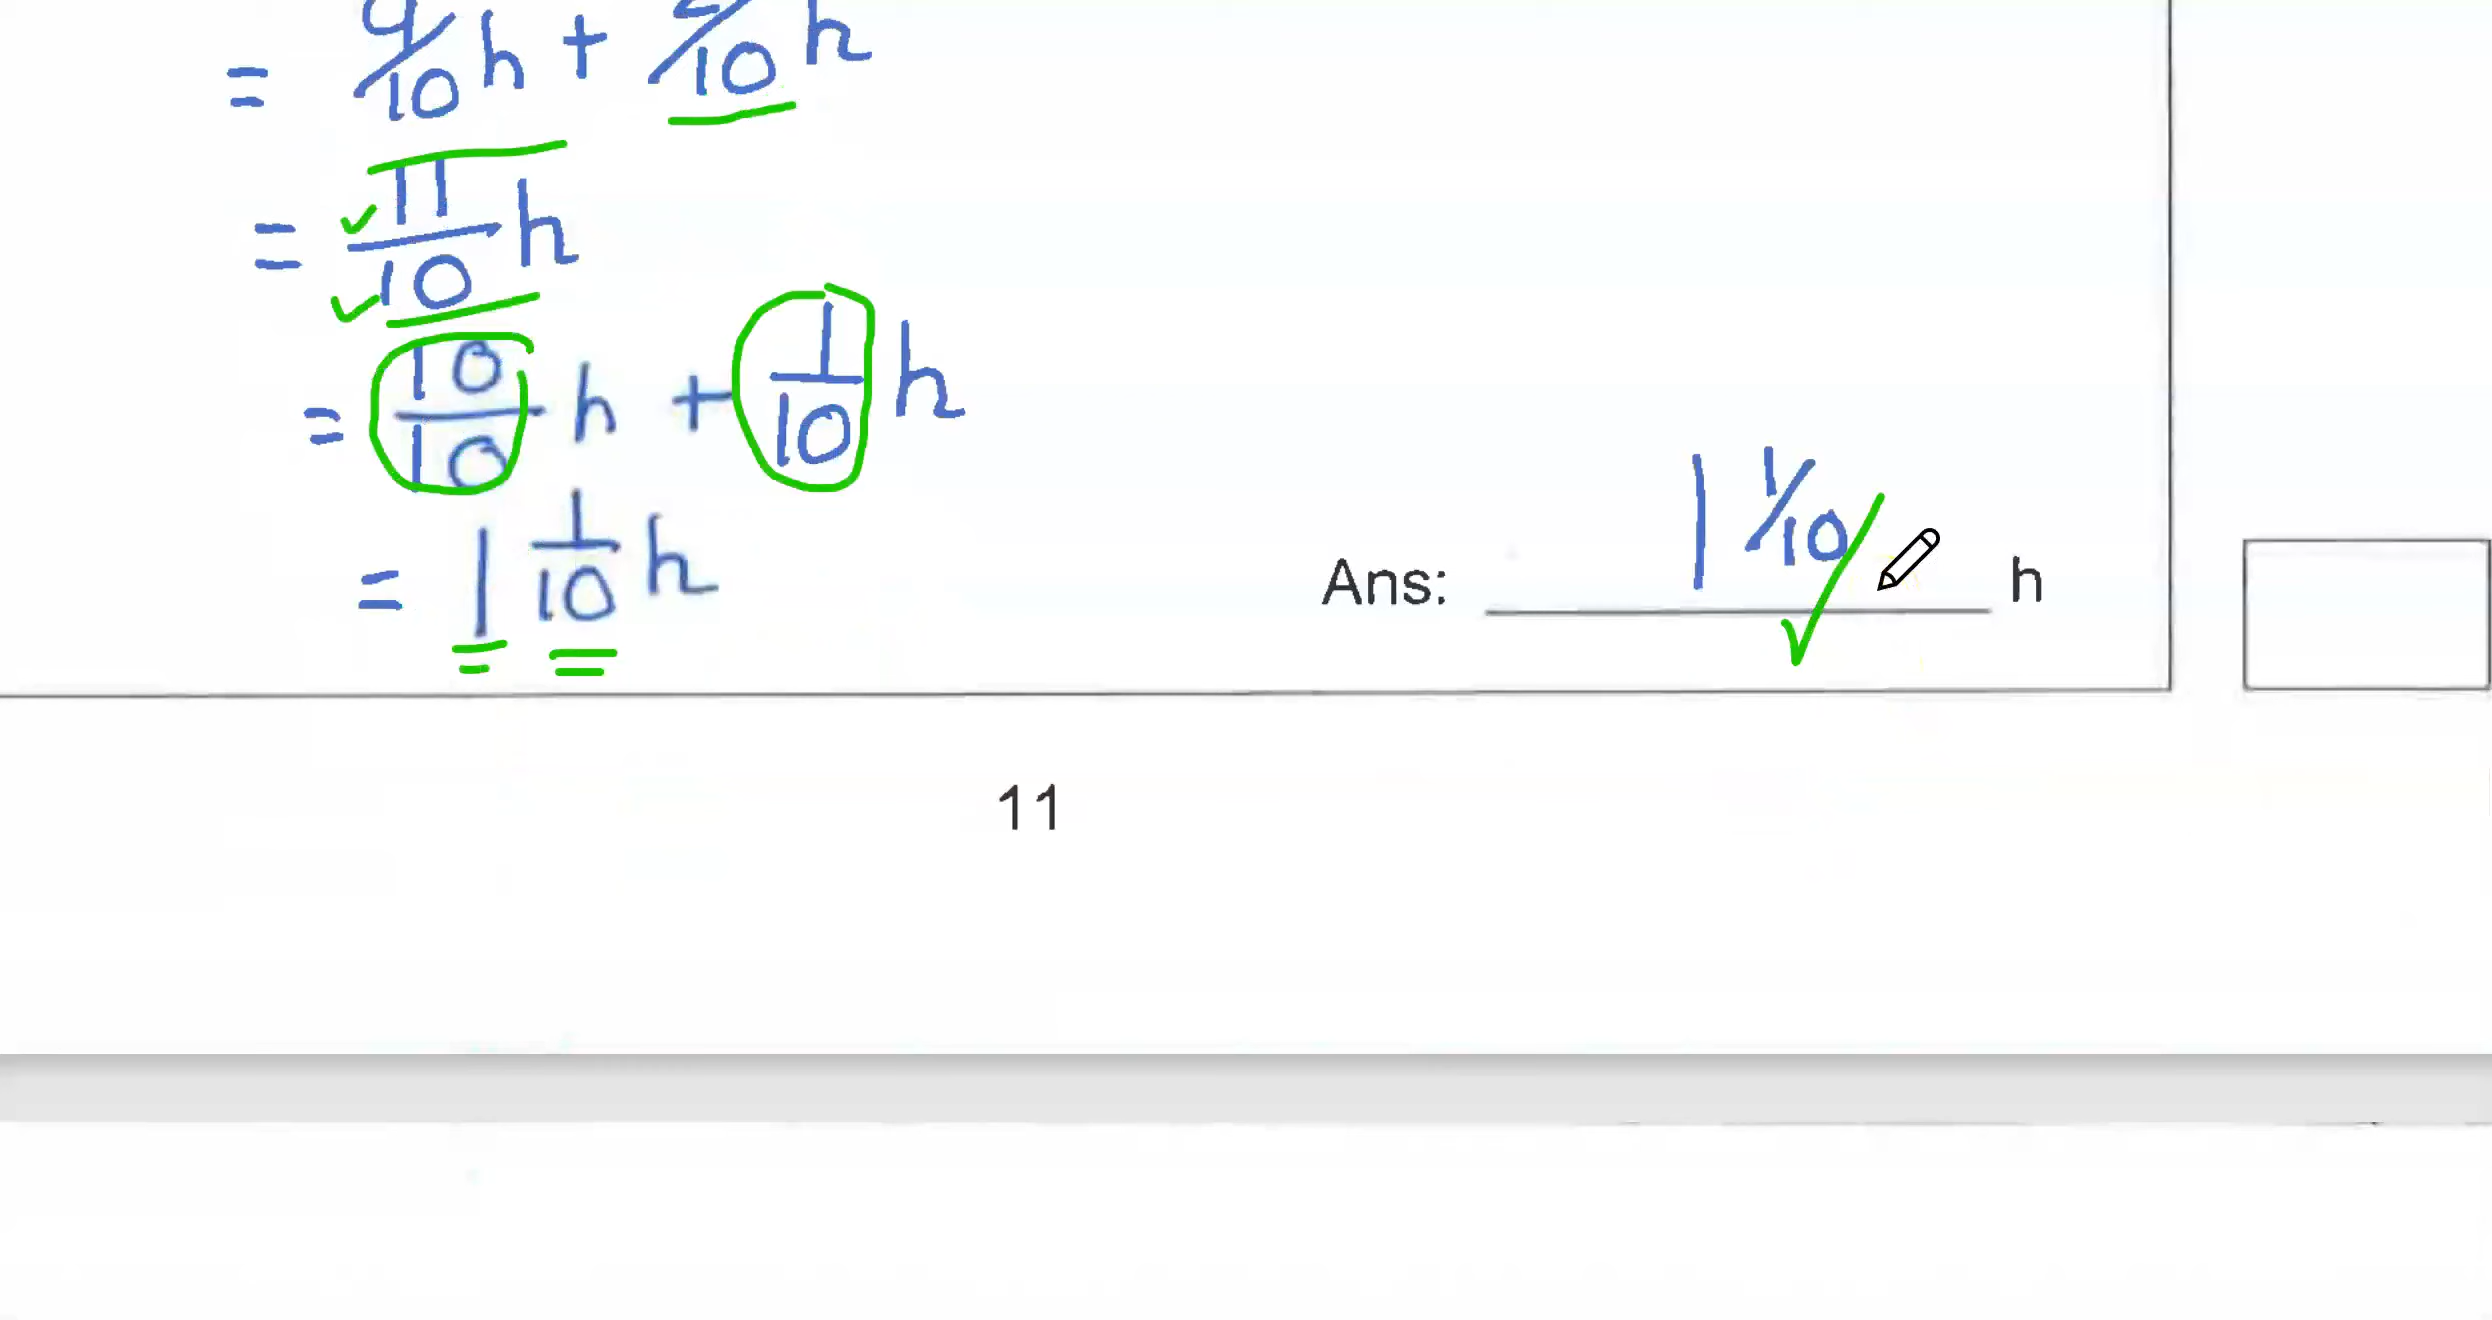 = 9/10 h + 2/10 h
= 11/10 h
= 10/10 h + 1/10 h
= 1 1/10 h
Ans: 1 1/10 h
11